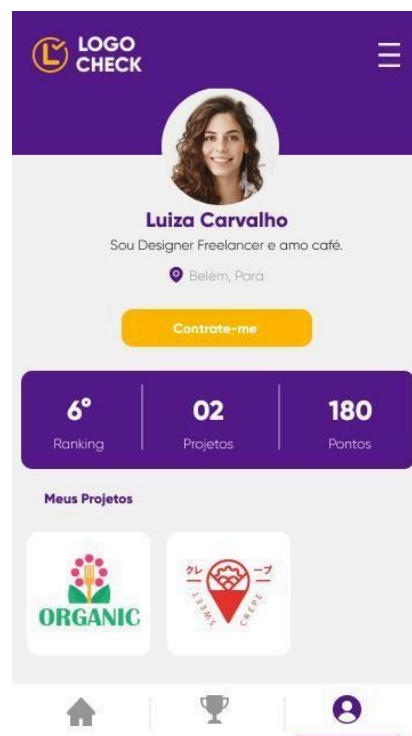 LOGO
CHECK
Luiza Carvalho
Sou Designer Freelancer e amo café.
Belém, Pará
Contrate-me
6° 02 180
Ranking Projetos Pontos
Meus Projetos
ORGANIC
クレ ープ
SWEET CREPE